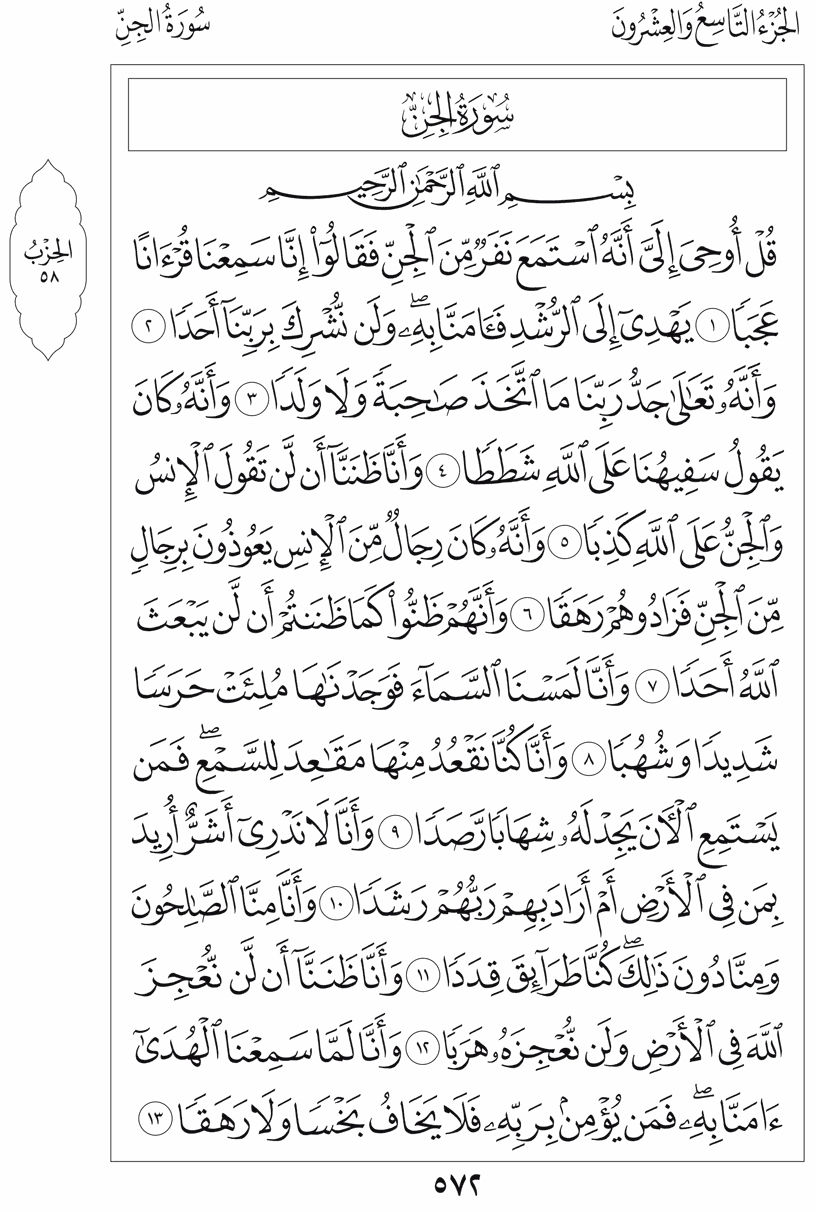 الجُزْءُ التَّاسِعُ وَالعِشْرُونَ
سُورَةُ الجِنِّ
سُورَةُ الجِنِّ
بِسْمِ ٱللَّهِ ٱلرَّحْمَٰنِ ٱلرَّحِيمِ
قُلْ أُوحِىَ إِلَىَّ أَنَّهُ ٱسْتَمَعَ نَفَرٌ مِّنَ ٱلْجِنِّ فَقَالُوٓا۟ إِنَّا سَمِعْنَا قُرْءَانًا
عَجَبًا ١ يَهْدِىٓ إِلَى ٱلرُّشْدِ فَـَٔامَنَّا بِهِۦ ۖ وَلَن نُّشْرِكَ بِرَبِّنَآ أَحَدًا ٢
وَأَنَّهُۥ تَعَٰلَىٰ جَدُّ رَبِّنَا مَا ٱتَّخَذَ صَٰحِبَةً وَلَا وَلَدًا ٣ وَأَنَّهُۥ كَانَ
يَقُولُ سَفِيهُنَا عَلَى ٱللَّهِ شَطَطًا ٤ وَأَنَّا ظَنَنَّآ أَن لَّن تَقُولَ ٱلْإِنسُ
وَٱلْجِنُّ عَلَى ٱللَّهِ كَذِبًا ٥ وَأَنَّهُۥ كَانَ رِجَالٌ مِّنَ ٱلْإِنسِ يَعُوذُونَ بِرِجَالٍ
مِّنَ ٱلْجِنِّ فَزَادُوهُمْ رَهَقًا ٦ وَأَنَّهُمْ ظَنُّوا۟ كَمَا ظَنَنتُمْ أَن لَّن يَبْعَثَ
ٱللَّهُ أَحَدًا ٧ وَأَنَّا لَمَسْنَا ٱلسَّمَآءَ فَوَجَدْنَٰهَا مُلِئَتْ حَرَسًا
شَدِيدًا وَشُهُبًا ٨ وَأَنَّا كُنَّا نَقْعُدُ مِنْهَا مَقَٰعِدَ لِلسَّمْعِ ۖ فَمَن
يَسْتَمِعِ ٱلْـَٔانَ يَجِدْ لَهُۥ شِهَابًا رَّصَدًا ٩ وَأَنَّا لَا نَدْرِىٓ أَشَرٌّ أُرِيدَ
بِمَن فِى ٱلْأَرْضِ أَمْ أَرَادَ بِهِمْ رَبُّهُمْ رَشَدًا ١٠ وَأَنَّا مِنَّا ٱلصَّٰلِحُونَ
وَمِنَّا دُونَ ذَٰلِكَ ۖ كُنَّا طَرَآئِقَ قِدَدًا ١١ وَأَنَّا ظَنَنَّآ أَن لَّن نُّعْجِزَ
ٱللَّهَ فِى ٱلْأَرْضِ وَلَن نُّعْجِزَهُۥ هَرَبًا ١٢ وَأَنَّا لَمَّا سَمِعْنَا ٱلْهُدَىٰٓ
ءَامَنَّا بِهِۦ ۖ فَمَن يُؤْمِنۢ بِرَبِّهِۦ فَلَا يَخَافُ بَخْسًا وَلَا رَهَقًا ١٣
الحِزْبُ
٥٨
٥٧٢